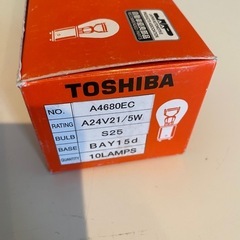 TOSHIBA
NO. A4680EC
RATING A24V21/5W
BULB S25
BASE BAY15d
QUANTITY 10LAMPS